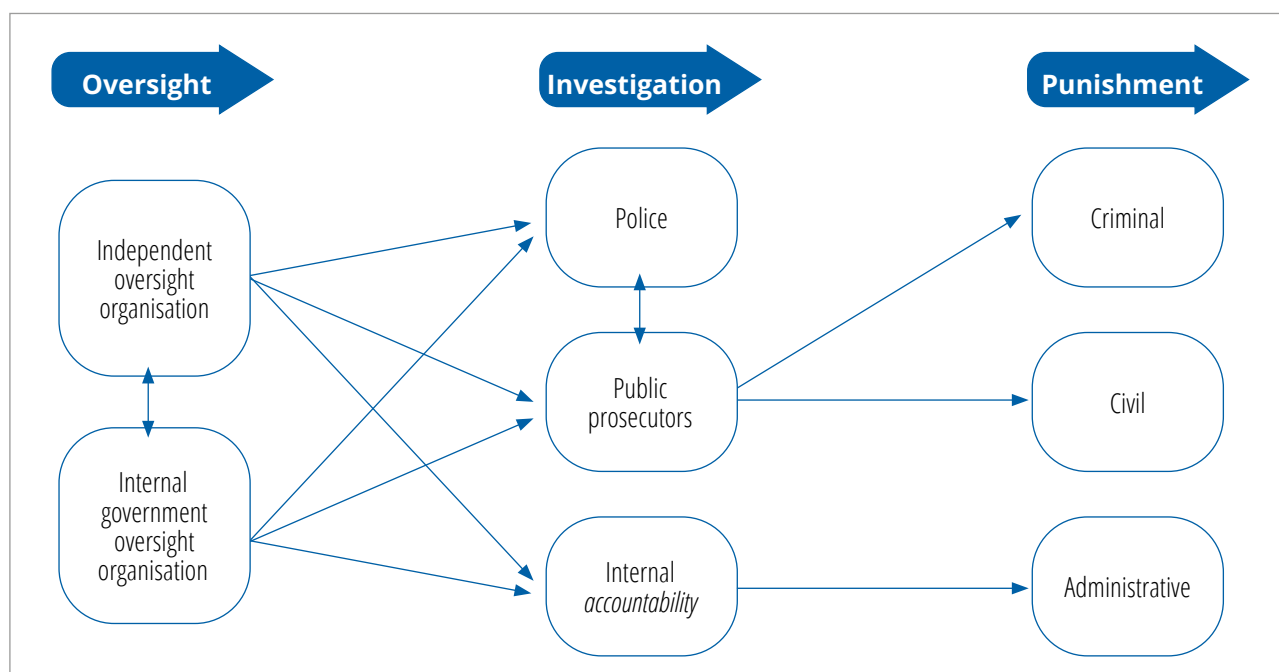 Oversight
Investigation
Punishment
Independent
oversight
organisation
Internal
government
oversight
organisation
Police
Public
prosecutors
Internal
accountability
Criminal
Civil
Administrative